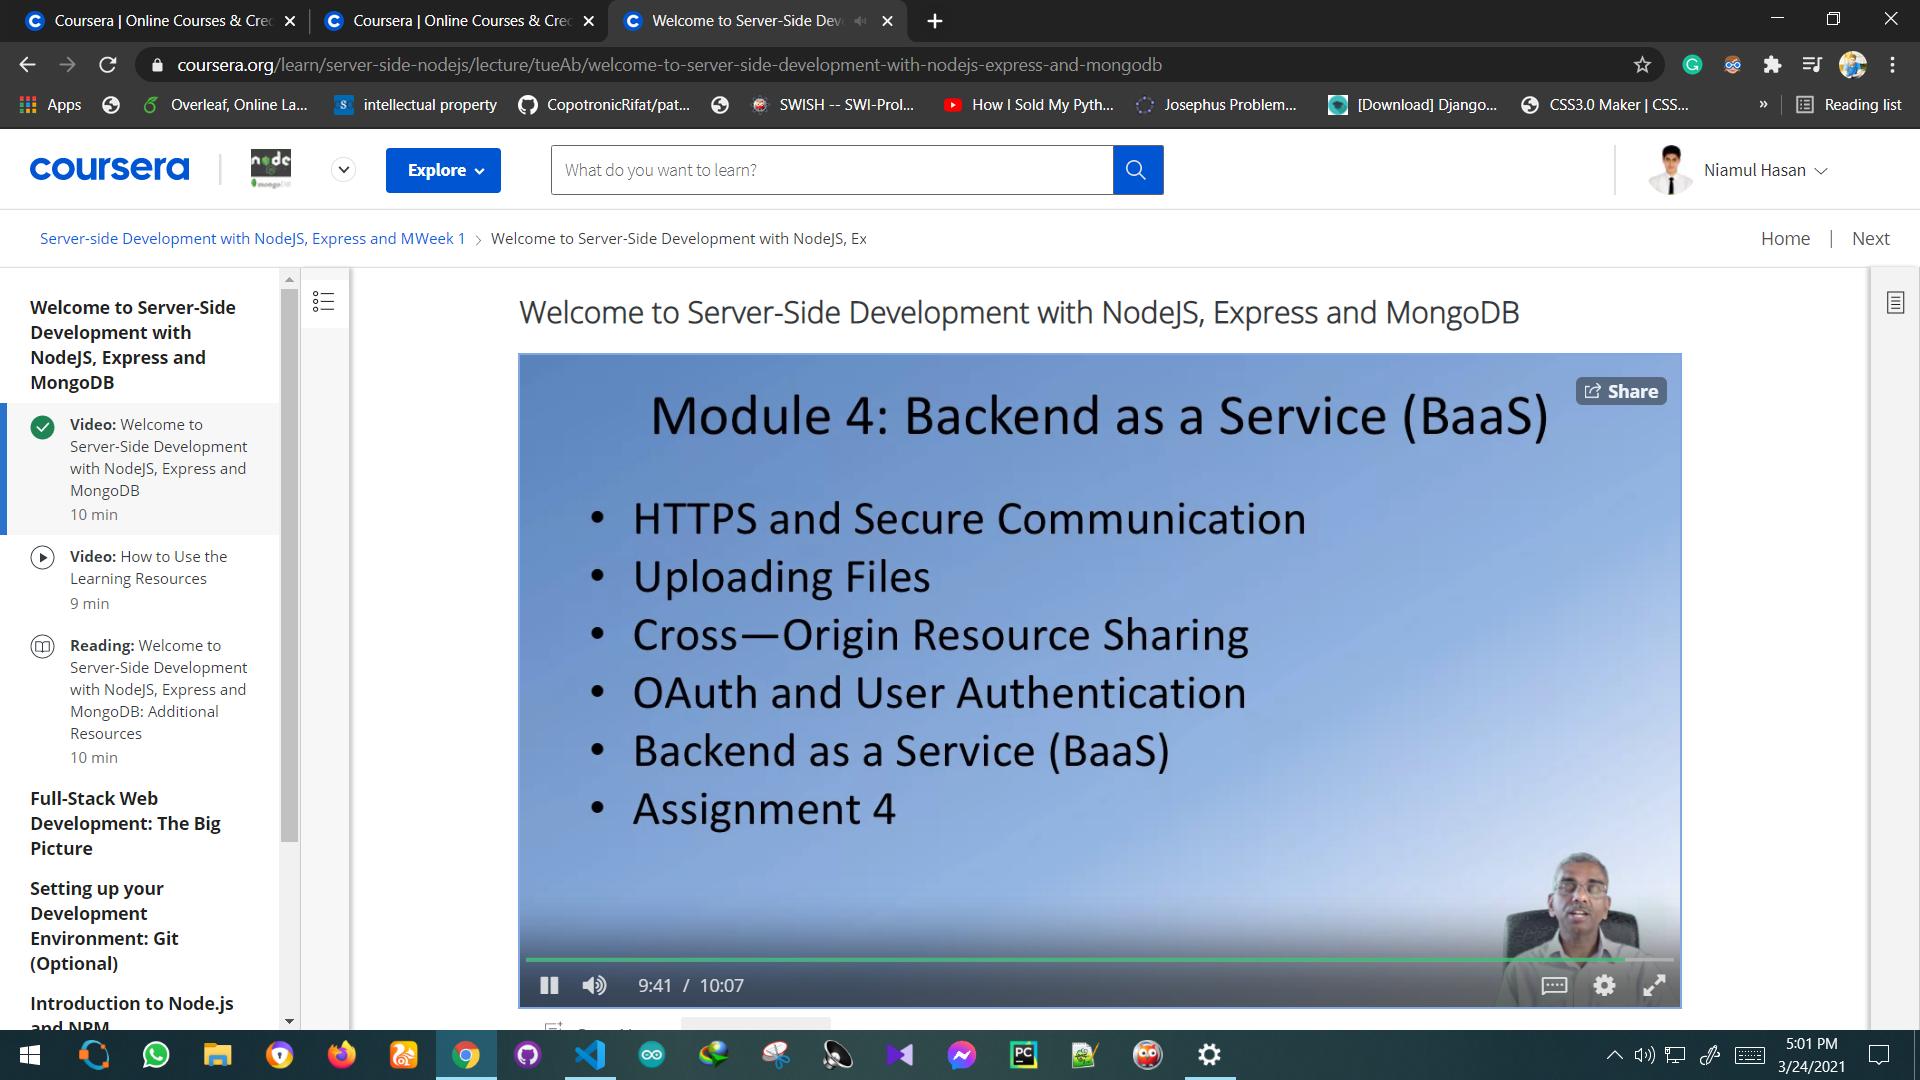 Coursera | Online Courses & Cre
Coursera | Online Courses & Cre
Welcome to Server-Side Dev
coursera.org/learn/server-side-nodejs/lecture/tueAb/welcome-to-server-side-development-with-nodejs-express-and-mongodb
Apps
Overleaf, Online La...
intellectual property
CopotronicRifat/pat...
SWISH -- SWI-Prol...
How I Sold My Pyth...
Josephus Problem...
[Download] Django...
CSS3.0 Maker | CSS...
»
Reading list
coursera
node
mongoDB
Explore
What do you want to learn?
Niamul Hasan
Server-side Development with NodeJS, Express and MWeek 1 > Welcome to Server-Side Development with NodeJS, Ex
Home | Next
Welcome to Server-Side
Development with
NodeJS, Express and
MongoDB
Video: Welcome to
Server-Side Development
with NodeJS, Express and
MongoDB
10 min
Video: How to Use the
Learning Resources
9 min
Reading: Welcome to
Server-Side Development
with NodeJS, Express and
MongoDB: Additional
Resources
10 min
Full-Stack Web
Development: The Big
Picture
Setting up your
Development
Environment: Git
(Optional)
Introduction to Node.js
and NPM
Welcome to Server-Side Development with NodeJS, Express and MongoDB
Share
Module 4: Backend as a Service (BaaS)
• HTTPS and Secure Communication
• Uploading Files
• Cross—Origin Resource Sharing
• OAuth and User Authentication
• Backend as a Service (BaaS)
• Assignment 4
9:41 / 10:07
PC
5:01 PM
3/24/2021